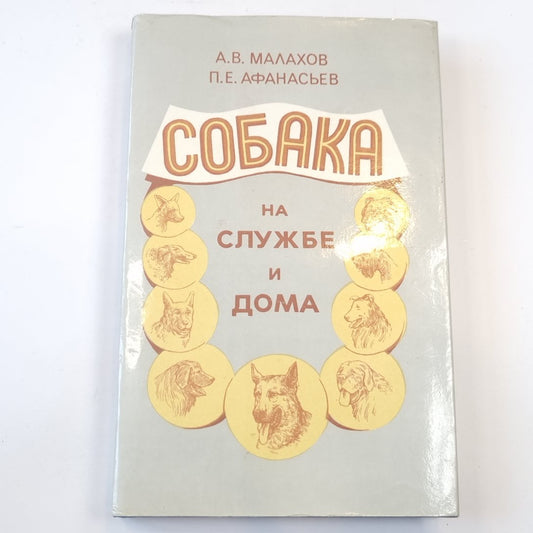 А.В. МАЛАХОВ
П.Е. АФАНАСЬЕВ
СОБАКА
НА
СЛУЖБЕ
И
ДОМА